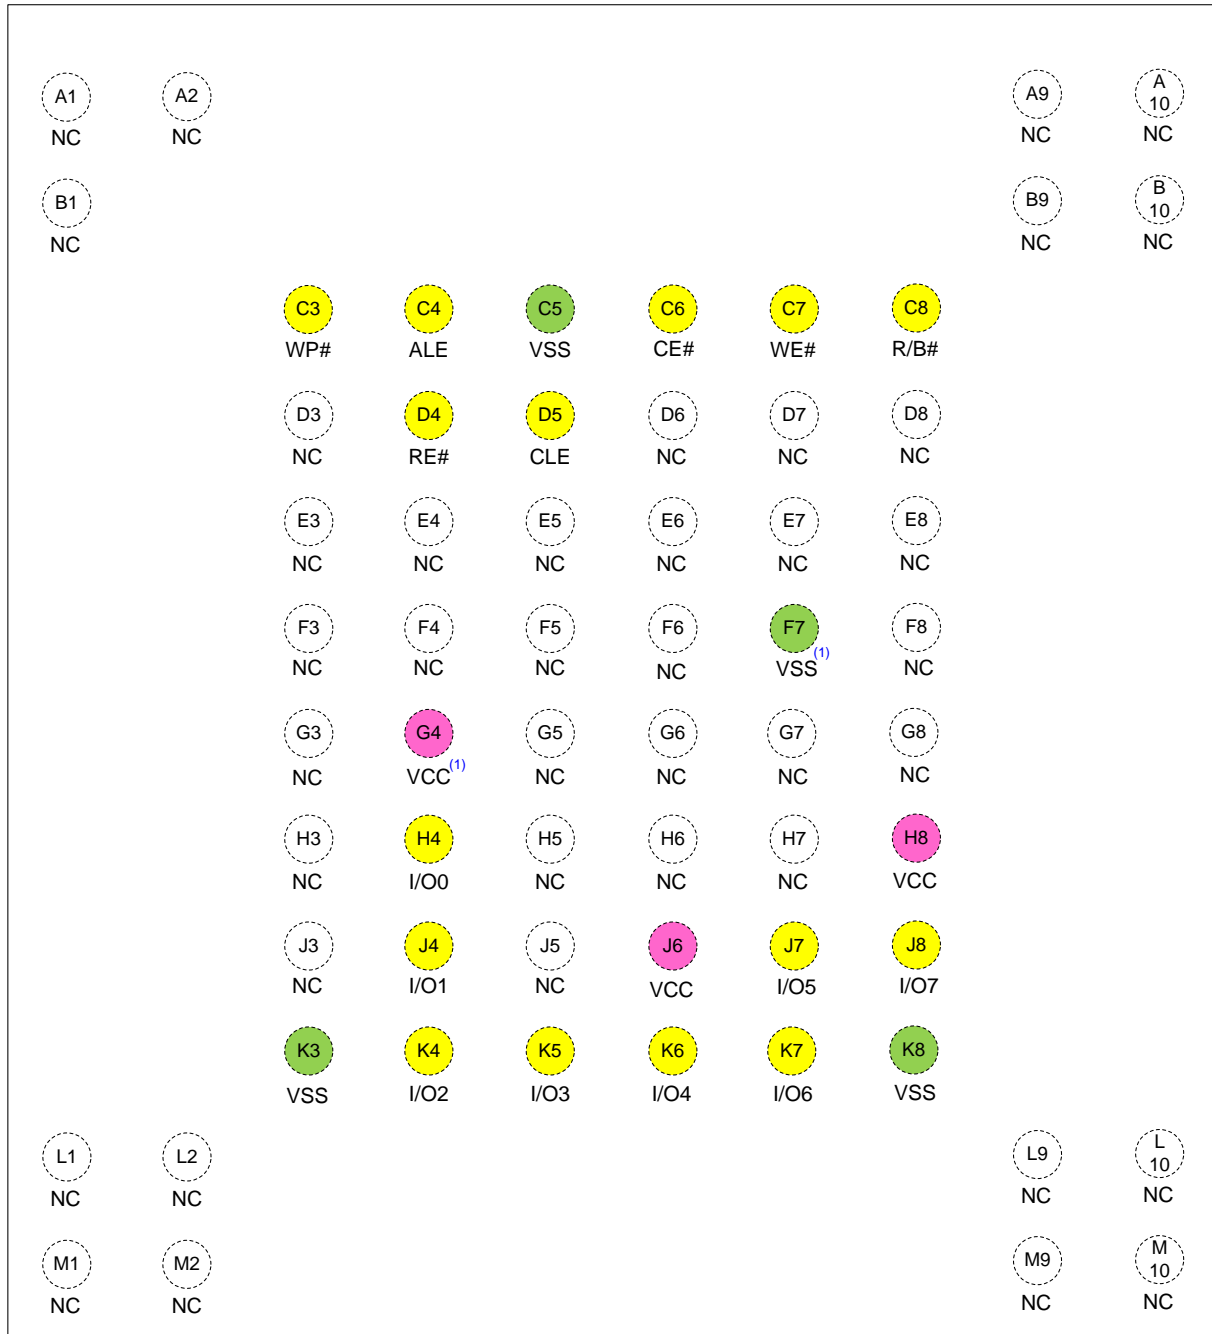 A1 A2 A9 A
10
NC NC NC NC
B1 B9 B
10
NC NC NC
C3 C4 C5 C6 C7 C8
WP# ALE VSS CE# WE# R/B#
D3 D4 D5 D6 D7 D8
NC RE# CLE NC NC NC
E3 E4 E5 E6 E7 E8
NC NC NC NC NC NC
F3 F4 F5 F6 F7 F8
NC NC NC NC VSS(1) NC
G3 G4 G5 G6 G7 G8
NC VCC(1) NC NC NC NC
H3 H4 H5 H6 H7 H8
NC I/O0 NC NC NC VCC
J3 J4 J5 J6 J7 J8
NC I/O1 NC VCC I/O5 I/O7
K3 K4 K5 K6 K7 K8
VSS I/O2 I/O3 I/O4 I/O6 VSS
L1 L2 L9 L
10
NC NC NC NC
M1 M2 M9 M
10
NC NC NC NC